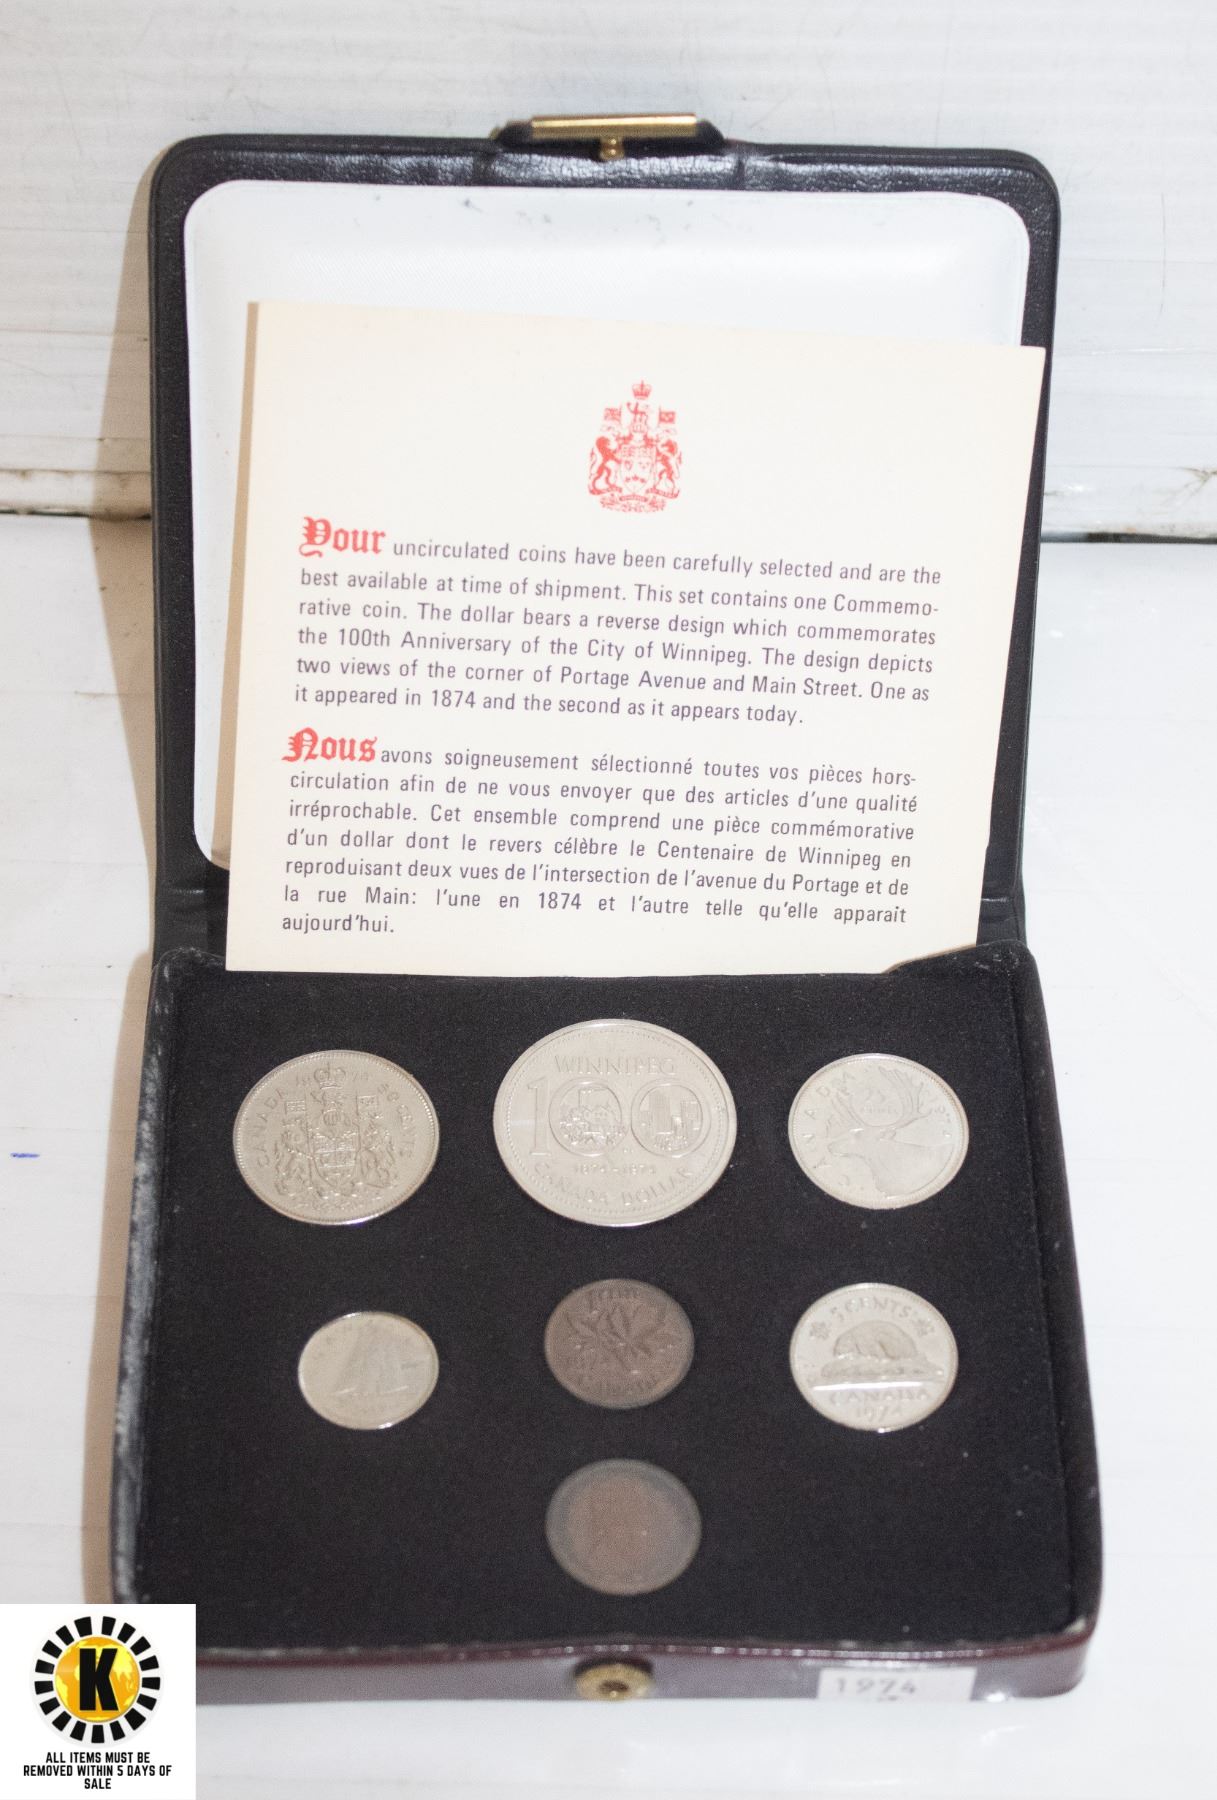 Your uncirculated coins have been carefully selected and are the
best available at time of shipment. This set contains one Commemo-
rative coin. The dollar bears a reverse design which commemorates
the 100th Anniversary of the City of Winnipeg. The design depicts
two views of the corner of Portage Avenue and Main Street. One as
it appeared in 1874 and the second as it appears today.
Nous avons soigneusement sélectionné toutes vos pièces hors-
circulation afin de ne vous envoyer que des articles d'une qualité
irréprochable. Cet ensemble comprend une pièce commémorative
d'un dollar dont le revers célèbre le Centenaire de Winnipeg en
reproduisant deux vues de l'intersection de l'avenue du Portage et de
la rue Main: l'une en 1874 et l'autre telle qu'elle apparait
aujourd'hui.
CANADA 1974 50 CENTS
WINNIPEG
100
1874-1974
CANADA DOLLAR
CANADA 1974
25
CENTS
5 CENTS
CANADA
1974
1974
K
ALL ITEMS MUST BE
REMOVED WITHIN 5 DAYS OF
SALE